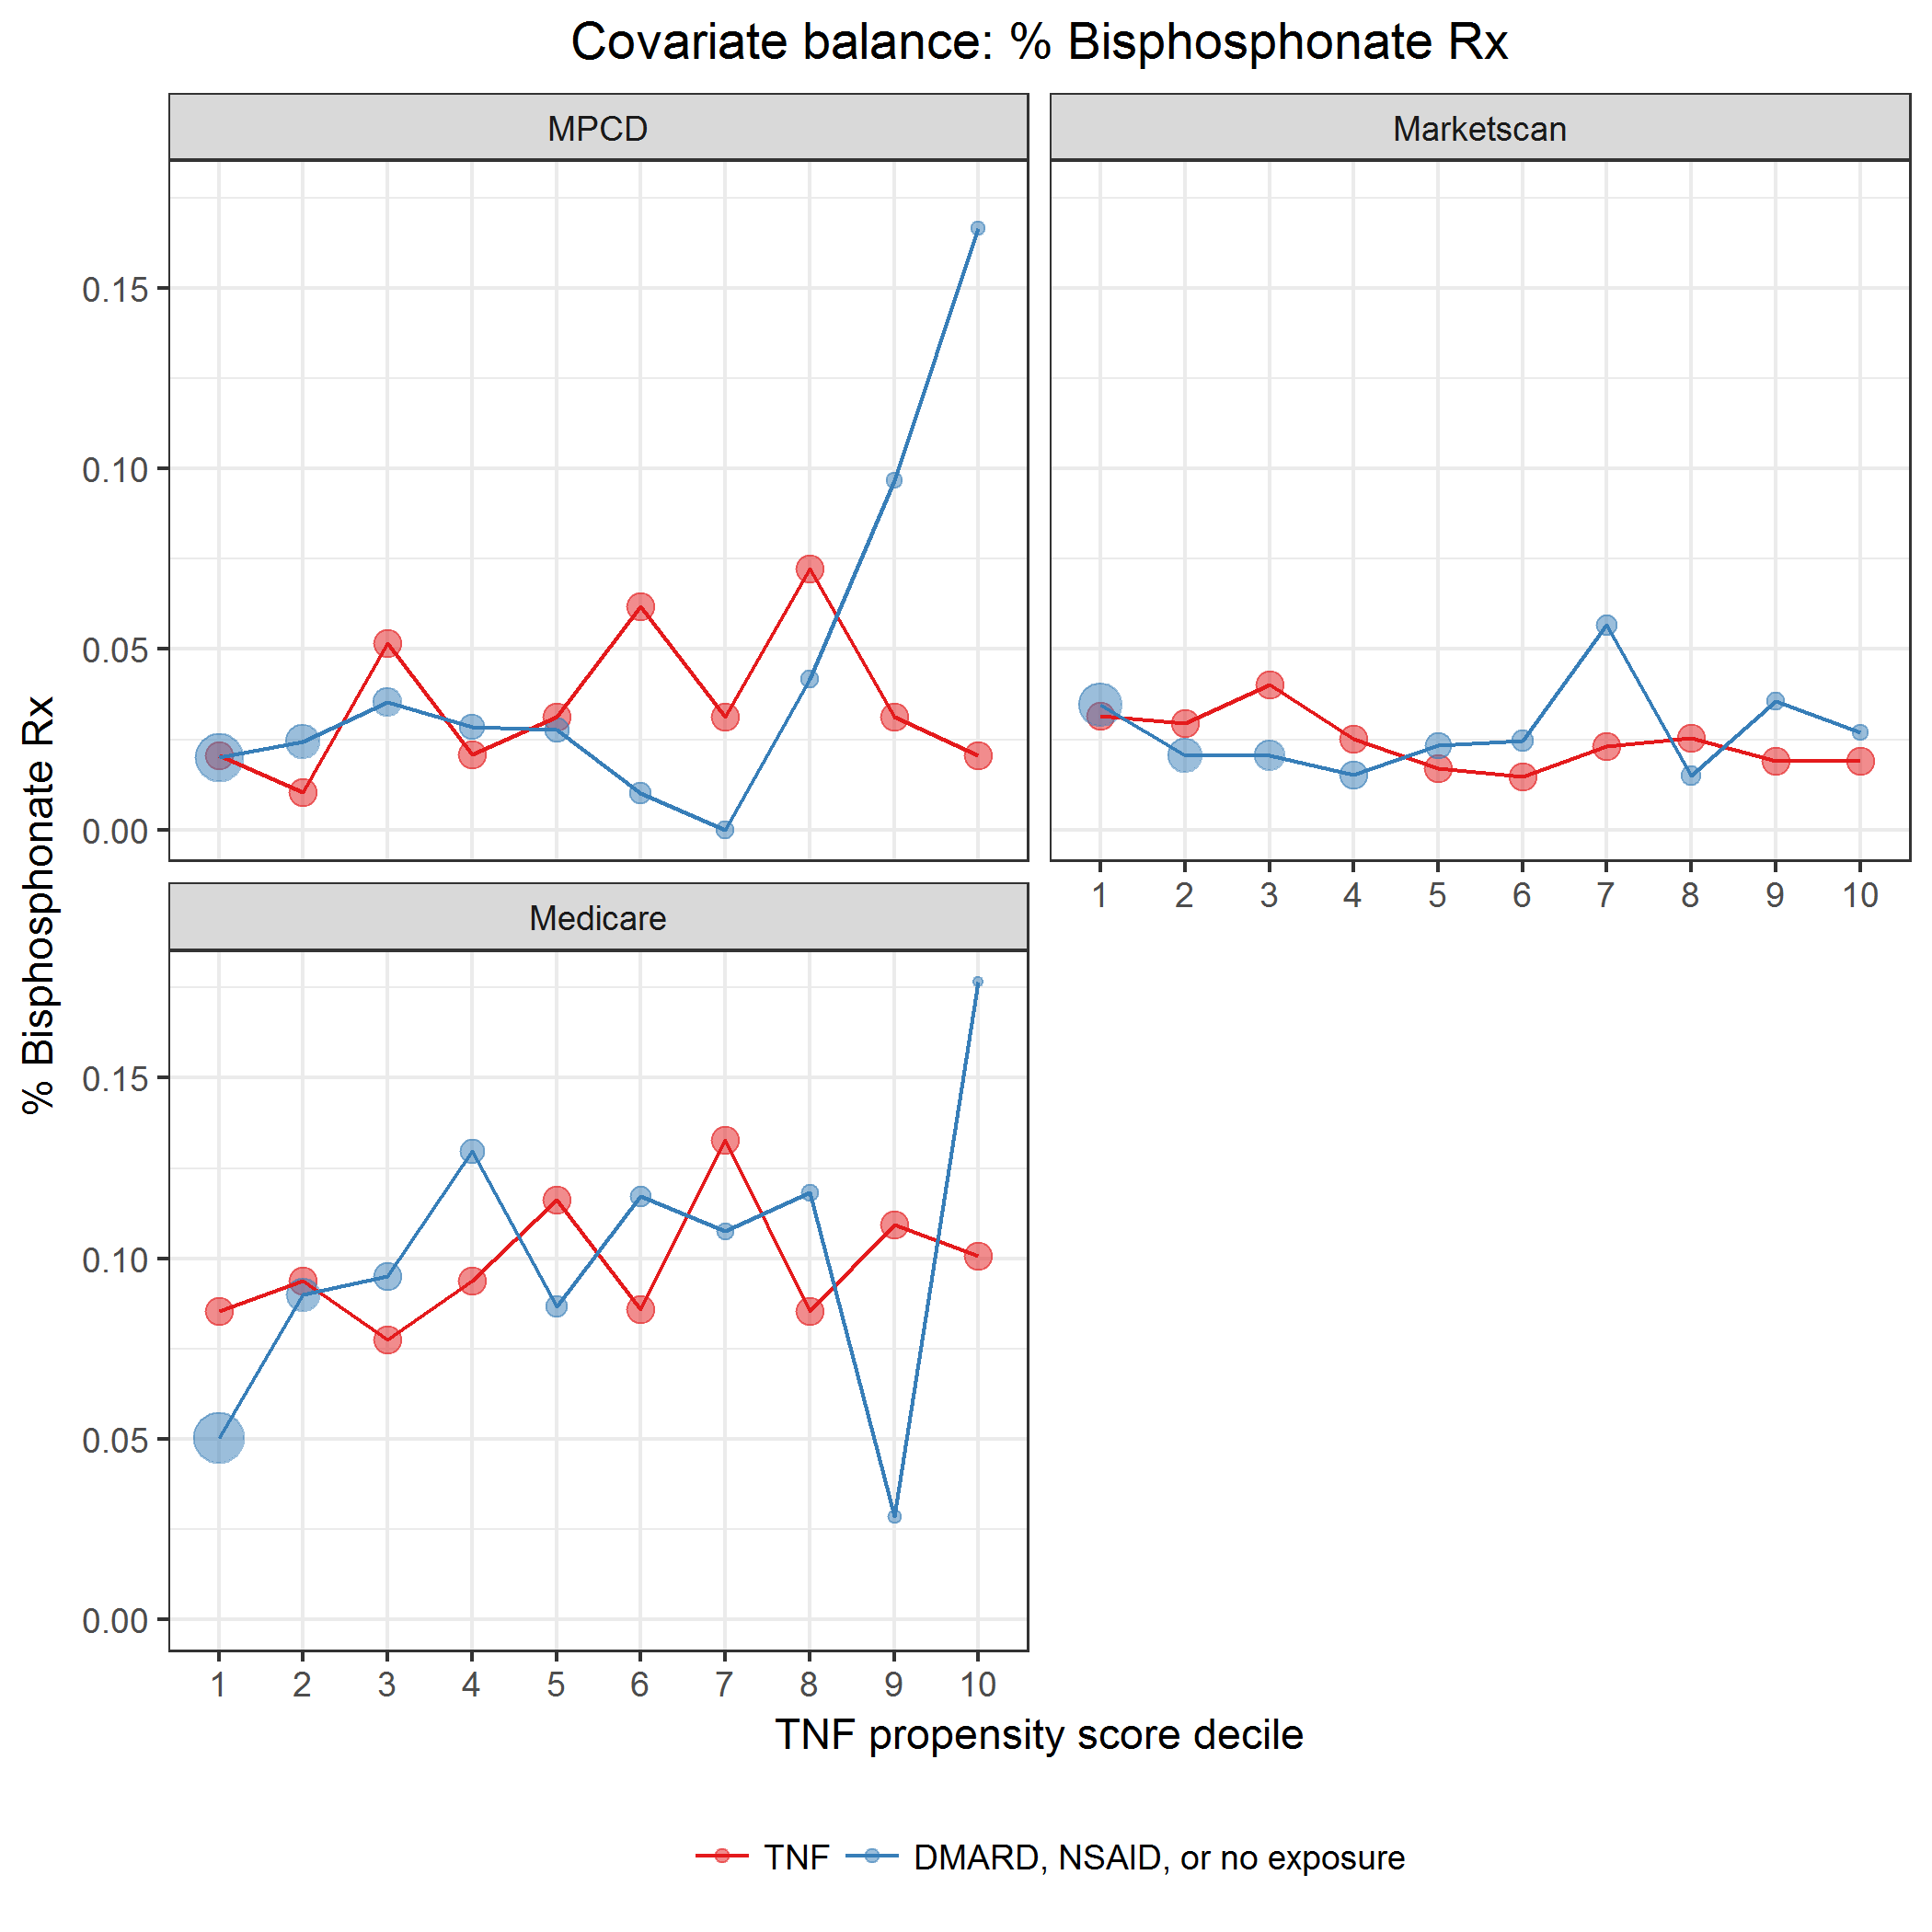 Covariate balance: % Bisphosphonate Rx
MPCD
Marketscan
0.15
0.10
0.05
0.00
1 2 3 4 5 6 7 8 9 10
Medicare
0.15
0.10
0.05
0.00
1 2 3 4 5 6 7 8 9 10
% Bisphosphonate Rx
TNF propensity score decile
TNF DMARD, NSAID, or no exposure